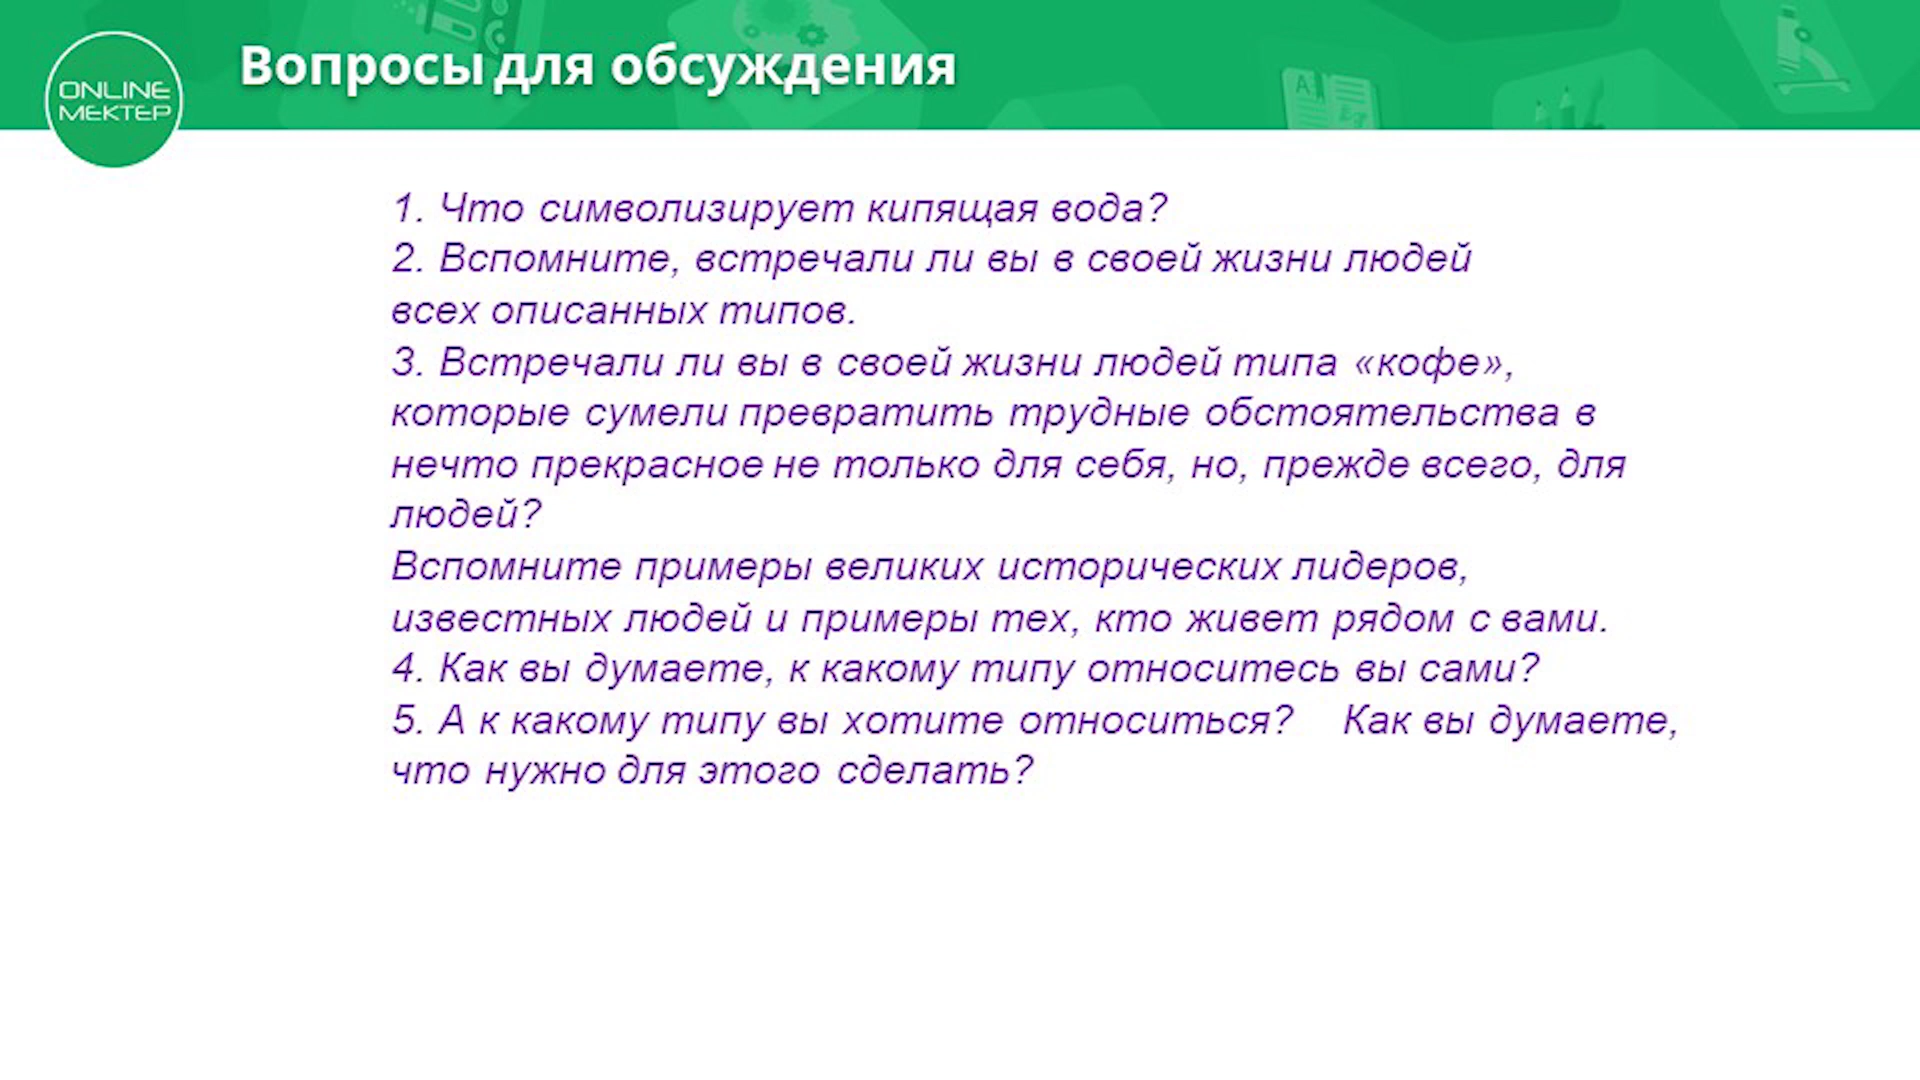 ONLINE
МЕКТЕР
Вопросы для обсуждения
1. Что символизирует кипящая вода?
2. Вспомните, встречали ли вы в своей жизни людей
всех описанных типов.
3. Встречали ли вы в своей жизни людей типа «кофе»,
которые сумели превратить трудные обстоятельства в
нечто прекрасное не только для себя, но, прежде всего, для
людей?
Вспомните примеры великих исторических лидеров,
известных людей и примеры тех, кто живет рядом с вами.
4. Как вы думаете, к какому типу относитесь вы сами?
5. А к какому типу вы хотите относиться? Как вы думаете,
что нужно для этого сделать?